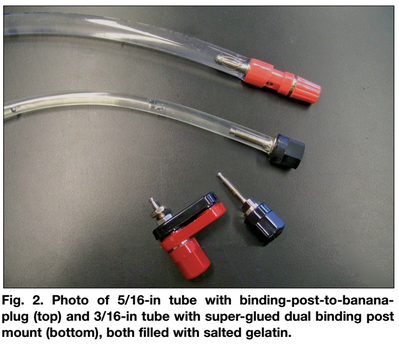 Fig. 2. Photo of 5/16-in tube with binding-post-to-banana-
plug (top) and 3/16-in tube with super-glued dual binding post
mount (bottom), both filled with salted gelatin.